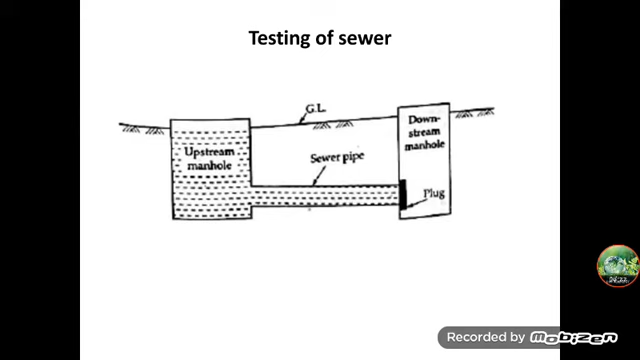 Testing of sewer
G.L.
Down-
stream
manhole
Upstream
manhole
Sewer pipe
Plug
Recorded by mobizen